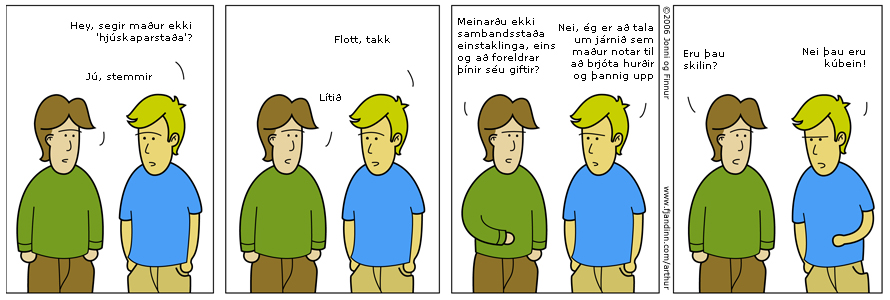 Hey, segir maður ekki
'hjúskaparstaða'?
Jú, stemmir
Flott, takk
Lítið
Meinarðu ekki
sambandsstaða
einstaklinga, eins
og að foreldrar
þínir séu giftir?
Nei, ég er að tala
um járnið sem
maður notar til
að brjóta hurðir
og þannig upp
©2006 Jónni og Finnur
www.fjandinn.com/arthur
Eru þau
skilin?
Nei þau eru
kúbein!